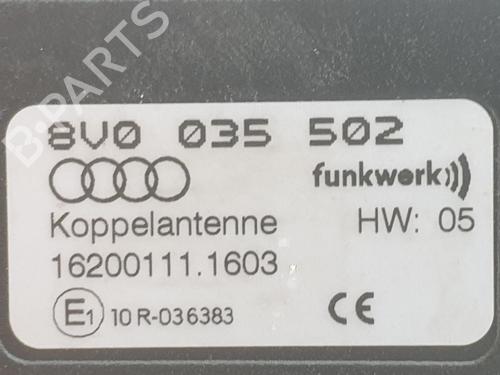 B-PARTS
8V0 035 502
funkwerk
Koppelantenne HW: 05
16200111.1603
E1 10 R-036383 CE